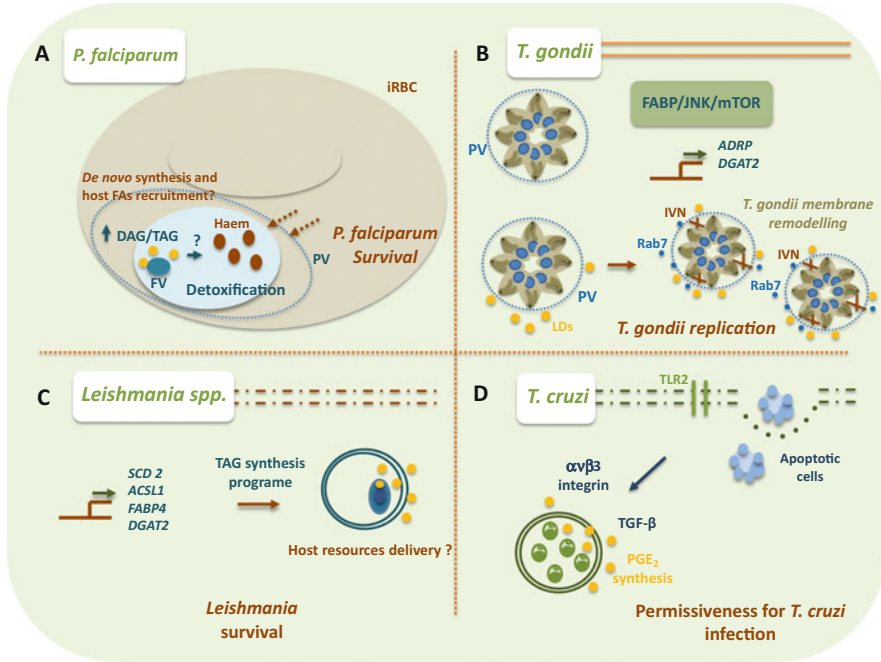 A
P. falciparum
iRBC
De novo synthesis and
host FAs recruitment?
DAG/TAG
?
Haem
FV
Detoxification
PV
P. falciparum
Survival
B
T. gondii
FABP/JNK/mTOR
PV
ADRP
DGAT2
T. gondii membrane
remodelling
IVN
Rab7
IVN
Rab7
PV
LDs
T. gondii replication
C
Leishmania spp.
SCD 2
ACSL1
FABP4
DGAT2
TAG synthesis
programe
Host resources delivery ?
Leishmania
survival
D
T. cruzi
TLR2
Apoptotic
cells
ανβ3
integrin
TGF-β
PGE₂
synthesis
Permissiveness for T. cruzi
infection